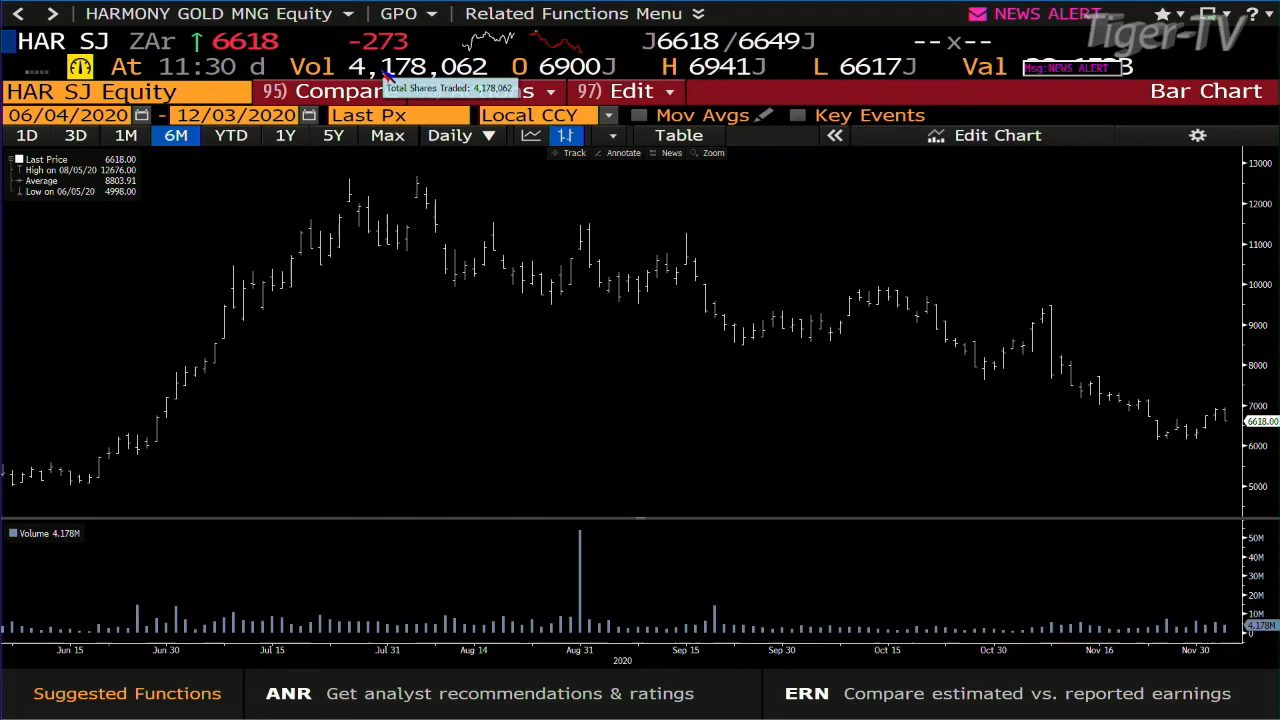 HARMONY GOLD MNG Equity GPO Related Functions Menu NEWS ALERT ?
Tiger-TV
HAR SJ ZAr ↑ 6618 -273 J6618 /6649J --x--
At 11:30 d Vol 4,178,062 O 6900J H 6941J L 6617J Val
Msg:NEWS ALERT
HAR SJ Equity 95) Compare 97) Edit Bar Chart
Total Shares Traded: 4,178,062
06/04/2020 - 12/03/2020 Last Px Local CCY Mov Avgs Key Events
1D 3D 1M 6M YTD 1Y 5Y Max Daily ▼ Table « Edit Chart
Track Annotate News Zoom
Last Price 6618.00
High on 08/05/20 12676.00
Average 8803.91
Low on 06/05/20 4998.00
13000
12000
11000
10000
9000
8000
7000
6618.00
6000
5000
Volume 4.178M
50M
40M
30M
20M
10M
4.178M
0
Jun 15 Jun 30 Jul 15 Jul 31 Aug 14 Aug 31 Sep 15 Sep 30 Oct 15 Oct 30 Nov 16 Nov 30
2020
Suggested Functions ANR Get analyst recommendations & ratings ERN Compare estimated vs. reported earnings